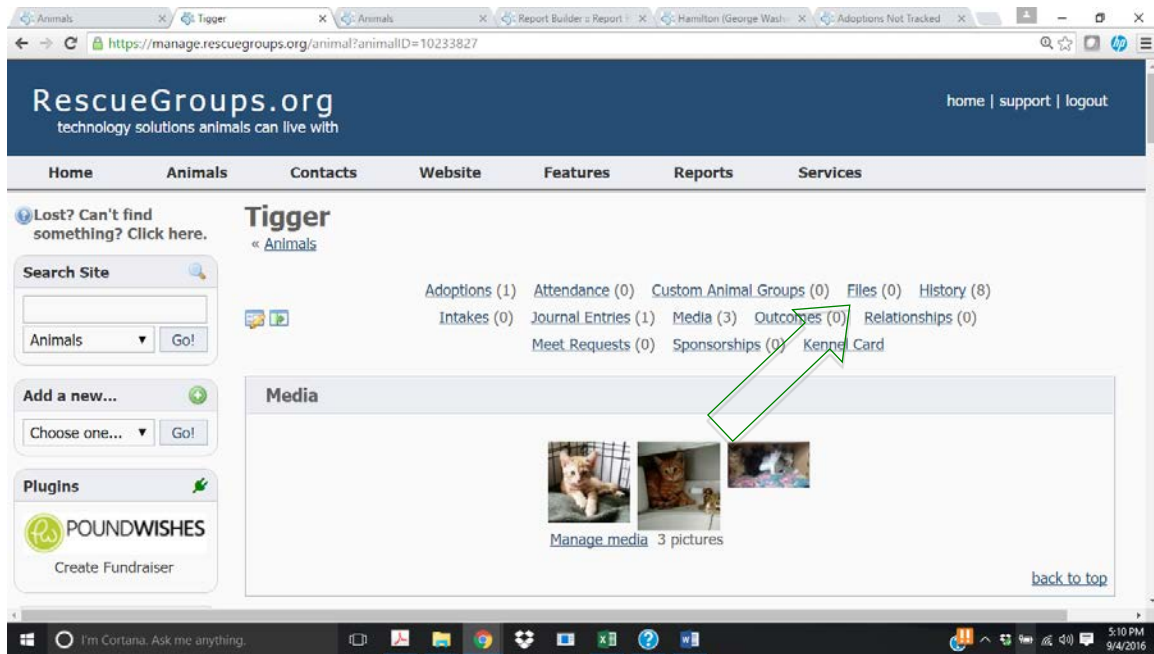 Animals Tigger Animals Report Builder :: Report Hamilton (George Wash Adoptions Not Tracked
https://manage.rescuegroups.org/animal?animalID=10233827
RescueGroups.org
technology solutions animals can live with
home | support | logout
Home Animals Contacts Website Features Reports Services
Lost? Can't find
something? Click here.
Tigger
« Animals
Search Site
Animals Go!
Adoptions (1) Attendance (0) Custom Animal Groups (0) Files (0) History (8)
Intakes (0) Journal Entries (1) Media (3) Outcomes (0) Relationships (0)
Meet Requests (0) Sponsorships (0) Kennel Card
Add a new...
Choose one... Go!
Media
Manage media 3 pictures
back to top
Plugins
POUNDWISHES
Create Fundraiser
I'm Cortana. Ask me anything.
5:10 PM
9/4/2016